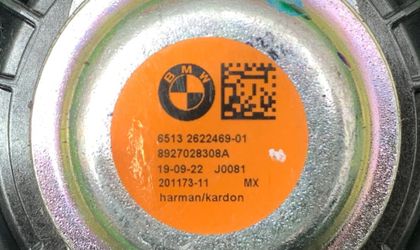 BMW
6513 2622469-01
8927028308A
19-09-22 J0081
201173-11 MX
harman/kardon